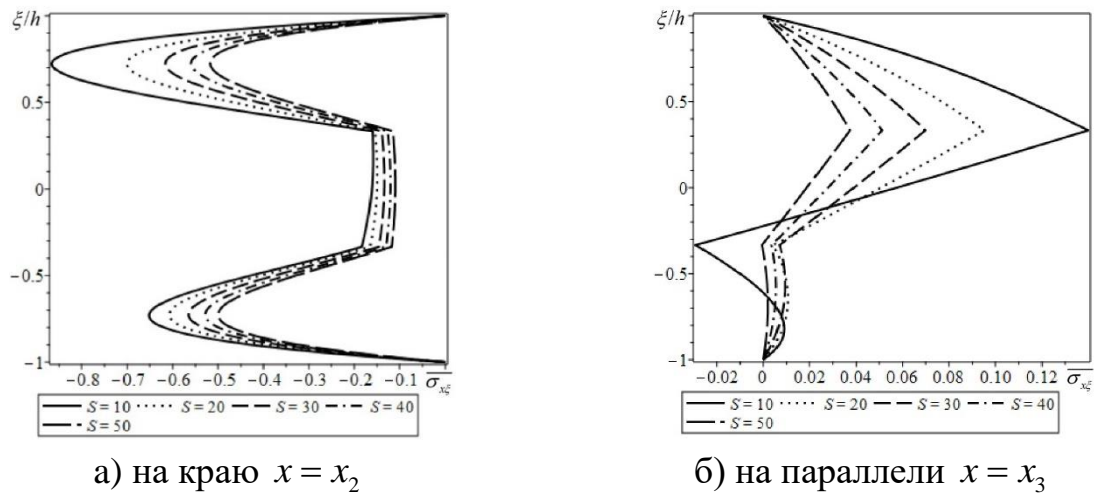 ξ/h
0.5
0
−0.5
−1
−0.8 −0.7 −0.6 −0.5 −0.4 −0.3 −0.2 −0.1 σ̅xξ
S = 10 S = 20 S = 30 S = 40
S = 50
а) на краю x = x₂
ξ/h
0.5
0
−0.5
−1
−0.02 0 0.02 0.04 0.06 0.08 0.10 0.12 σ̅xξ
S = 10 S = 20 S = 30 S = 40
S = 50
б) на параллели x = x₃